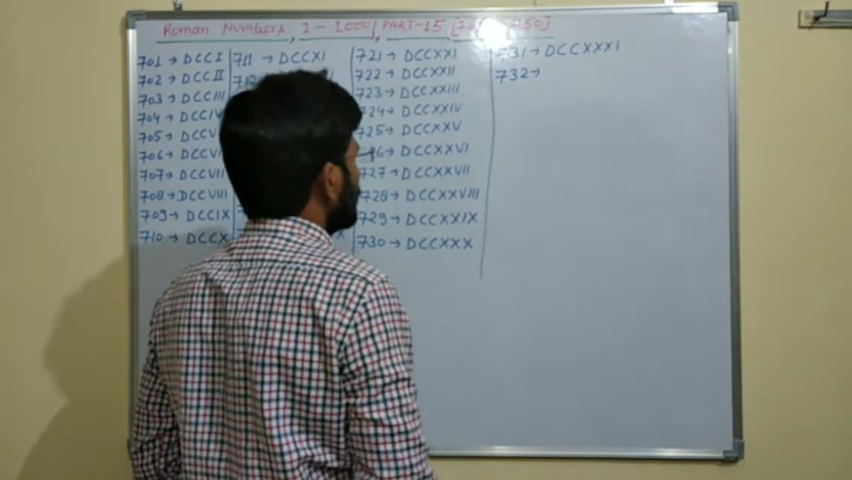 Roman Numbers, 1-1000, PART-15
701→ DCCI
702→ DCCII
703→ DCCIII
704→ DCCIV
705→ DCCV
706→ DCCVI
707→ DCCVII
708→ DCCVIII
709→ DCCIX
710→ DCCX
711→ DCCXI
721→ DCCXXI
722→ DCCXXII
723→ DCCXXIII
724→ DCCXXIV
725→ DCCXXV
726→ DCCXXVI
727→ DCCXXVII
728→ DCCXXVIII
729→ DCCXXIX
730→ DCCXXX
731→ DCCXXXI
732→